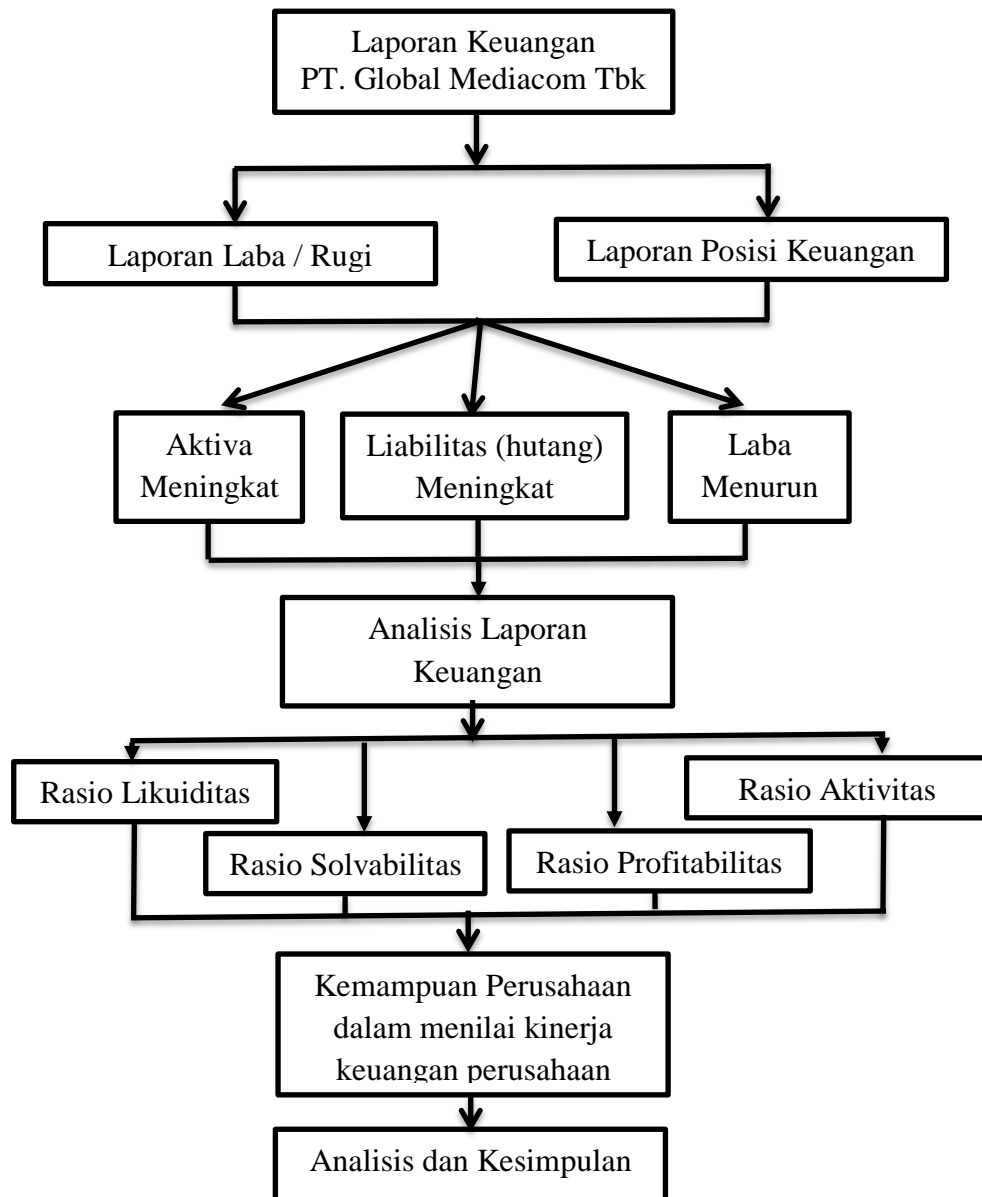 Laporan Keuangan
PT. Global Mediacom Tbk
Laporan Laba / Rugi
Laporan Posisi Keuangan
Aktiva
Meningkat
Liabilitas (hutang)
Meningkat
Laba
Menurun
Analisis Laporan
Keuangan
Rasio Likuiditas
Rasio Aktivitas
Rasio Solvabilitas
Rasio Profitabilitas
Kemampuan Perusahaan
dalam menilai kinerja
keuangan perusahaan
Analisis dan Kesimpulan